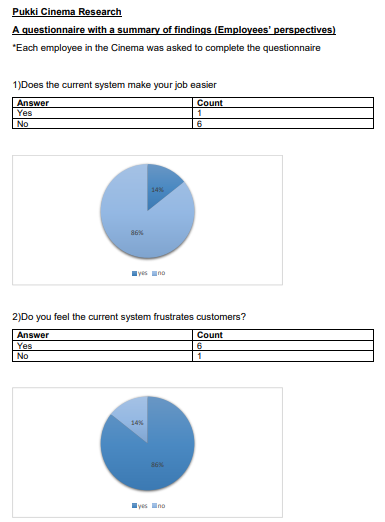 Pukki Cinema Research
A questionnaire with a summary of findings (Employees' perspectives)
*Each employee in the Cinema was asked to complete the questionnaire
1)Does the current system make your job easier
Answer Count
Yes 1
No 6
14%
86%
yes no
2)Do you feel the current system frustrates customers?
Answer Count
Yes 6
No 1
14%
86%
yes no